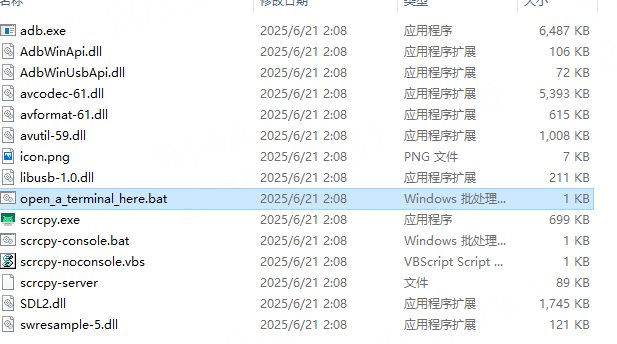 名称 修改日期 类型 大小
adb.exe 2025/6/21 2:08 应用程序 6,487 KB
AdbWinApi.dll 2025/6/21 2:08 应用程序扩展 106 KB
AdbWinUsbApi.dll 2025/6/21 2:08 应用程序扩展 72 KB
avcodec-61.dll 2025/6/21 2:08 应用程序扩展 5,393 KB
avformat-61.dll 2025/6/21 2:08 应用程序扩展 615 KB
avutil-59.dll 2025/6/21 2:08 应用程序扩展 1,008 KB
icon.png 2025/6/21 2:08 PNG 文件 7 KB
libusb-1.0.dll 2025/6/21 2:08 应用程序扩展 211 KB
open_a_terminal_here.bat 2025/6/21 2:08 Windows 批处理... 1 KB
scrcpy.exe 2025/6/21 2:08 应用程序 699 KB
scrcpy-console.bat 2025/6/21 2:08 Windows 批处理... 1 KB
scrcpy-noconsole.vbs 2025/6/21 2:08 VBScript Script ... 1 KB
scrcpy-server 2025/6/21 2:08 文件 89 KB
SDL2.dll 2025/6/21 2:08 应用程序扩展 1,745 KB
swresample-5.dll 2025/6/21 2:08 应用程序扩展 121 KB